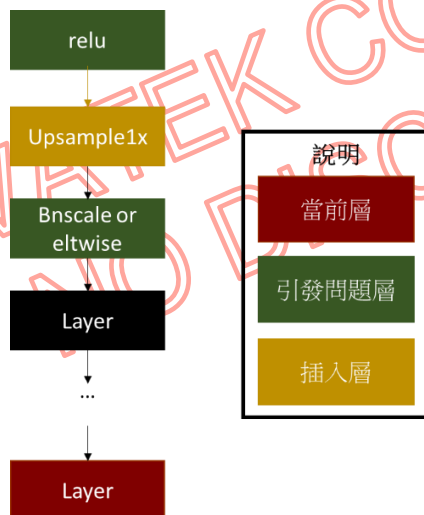 relu
Upsample1x
Bnscale or
eltwise
Layer
...
Layer
說明
當前層
引發問題層
插入層